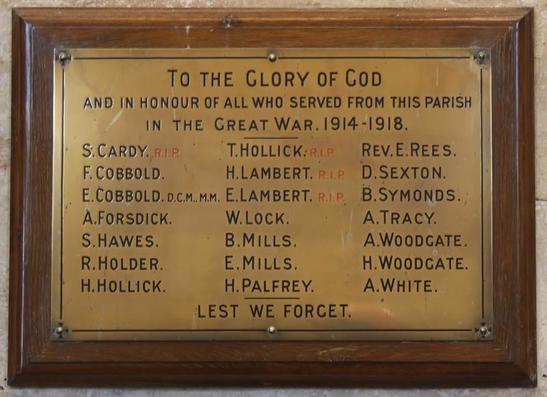 TO THE GLORY OF GOD
AND IN HONOUR OF ALL WHO SERVED FROM THIS PARISH
IN THE GREAT WAR. 1914-1918.
S. CARDY. R.I.P. T. HOLLICK. R.I.P. REV. E. REES.
F. COBBOLD. H. LAMBERT. R.I.P. D. SEXTON.
E. COBBOLD. D.C.M., M.M. E. LAMBERT. R.I.P. B. SYMONDS.
A. FORSDICK. W. LOCK. A. TRACY.
S. HAWES. B. MILLS. A. WOODGATE.
R. HOLDER. E. MILLS. H. WOODGATE.
H. HOLLICK. H. PALFREY. A. WHITE.
LEST WE FORGET.